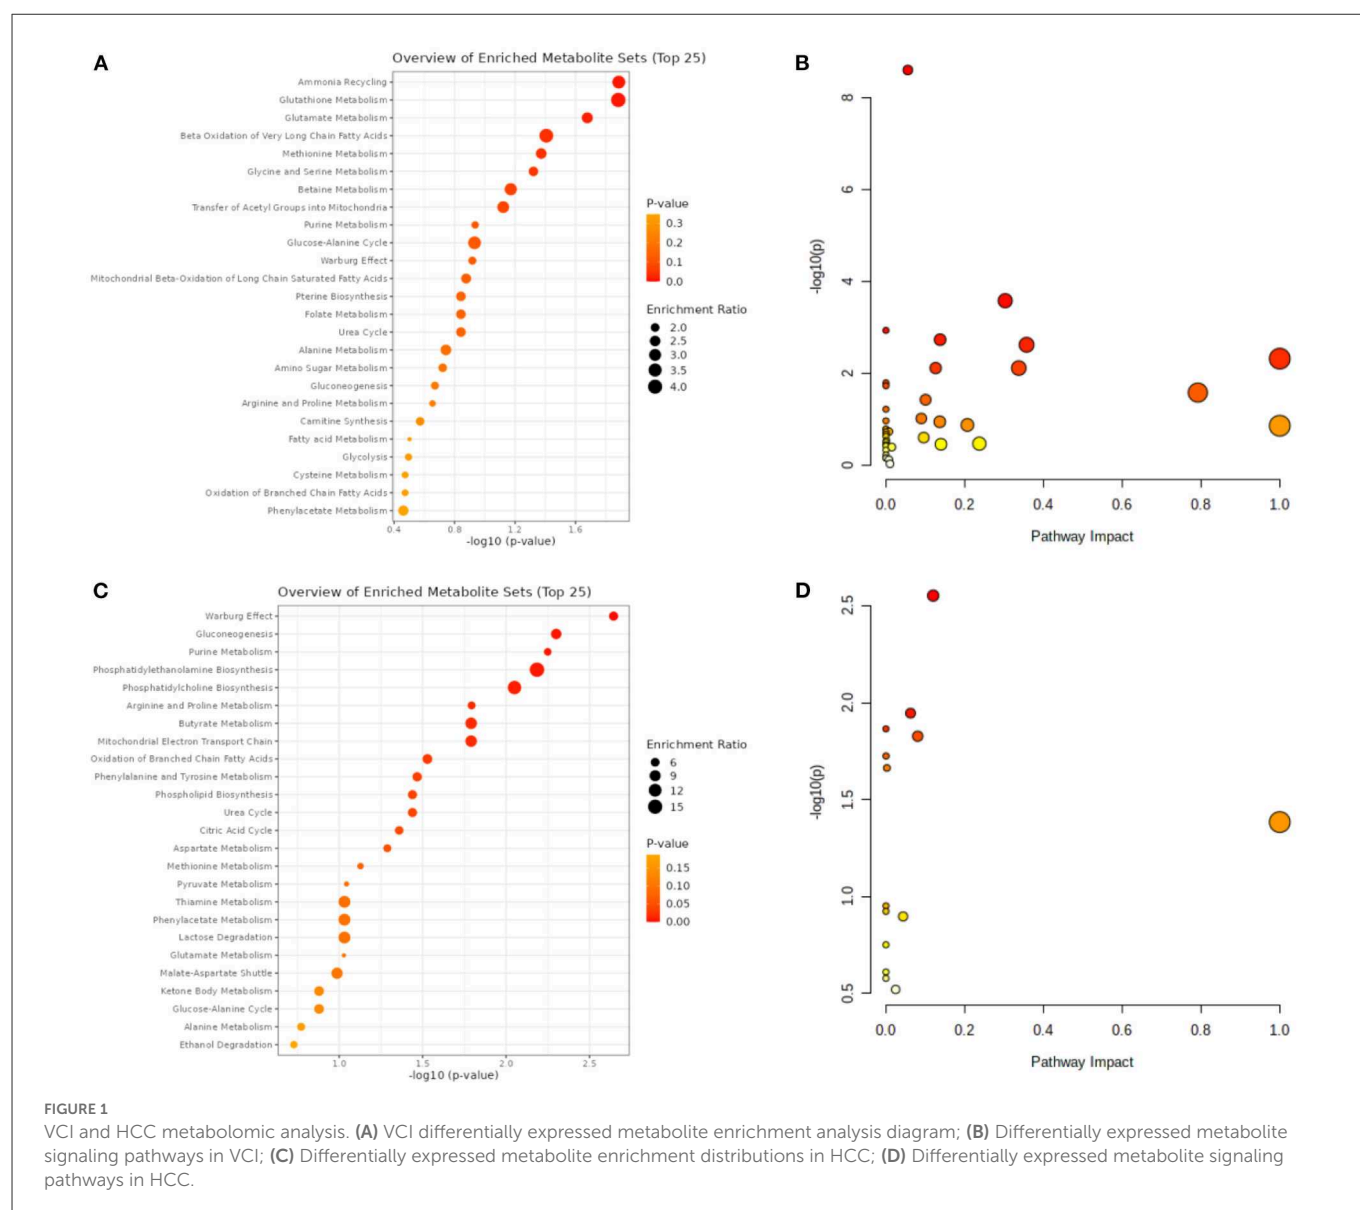 A
Overview of Enriched Metabolite Sets (Top 25)
Ammonia Recycling
Glutathione Metabolism
Glutamate Metabolism
Beta Oxidation of Very Long Chain Fatty Acids
Methionine Metabolism
Glycine and Serine Metabolism
Betaine Metabolism
Transfer of Acetyl Groups into Mitochondria
Purine Metabolism
Glucose-Alanine Cycle
Warburg Effect
Mitochondrial Beta-Oxidation of Long Chain Saturated Fatty Acids
Pterine Biosynthesis
Folate Metabolism
Urea Cycle
Alanine Metabolism
Amino Sugar Metabolism
Gluconeogenesis
Arginine and Proline Metabolism
Carnitine Synthesis
Fatty acid Metabolism
Glycolysis
Cysteine Metabolism
Oxidation of Branched Chain Fatty Acids
Phenylacetate Metabolism
0.4 0.8 1.2 1.6
-log10 (p-value)
P-value
0.3
0.2
0.1
0.0
Enrichment Ratio
2.0
2.5
3.0
3.5
4.0
B
8
6
4
2
0
-log10(p)
0.0 0.2 0.4 0.6 0.8 1.0
Pathway Impact
C
Overview of Enriched Metabolite Sets (Top 25)
Warburg Effect
Gluconeogenesis
Purine Metabolism
Phosphatidylethanolamine Biosynthesis
Phosphatidylcholine Biosynthesis
Arginine and Proline Metabolism
Butyrate Metabolism
Mitochondrial Electron Transport Chain
Oxidation of Branched Chain Fatty Acids
Phenylalanine and Tyrosine Metabolism
Phospholipid Biosynthesis
Urea Cycle
Citric Acid Cycle
Aspartate Metabolism
Methionine Metabolism
Pyruvate Metabolism
Thiamine Metabolism
Phenylacetate Metabolism
Lactose Degradation
Glutamate Metabolism
Malate-Aspartate Shuttle
Ketone Body Metabolism
Glucose-Alanine Cycle
Alanine Metabolism
Ethanol Degradation
1.0 1.5 2.0 2.5
-log10 (p-value)
Enrichment Ratio
6
9
12
15
P-value
0.15
0.10
0.05
0.00
D
2.5
2.0
1.5
1.0
0.5
-log10(p)
0.0 0.2 0.4 0.6 0.8 1.0
Pathway Impact
FIGURE 1
VCI and HCC metabolomic analysis. (A) VCI differentially expressed metabolite enrichment analysis diagram; (B) Differentially expressed metabolite
signaling pathways in VCI; (C) Differentially expressed metabolite enrichment distributions in HCC; (D) Differentially expressed metabolite signaling
pathways in HCC.